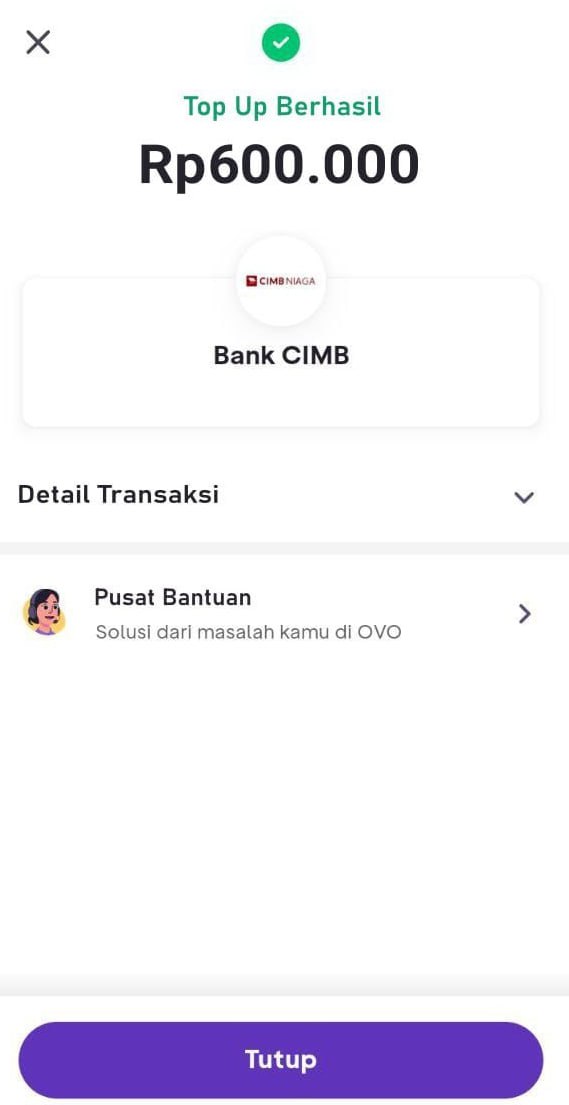 Top Up Berhasil
Rp600.000
CIMB NIAGA
Bank CIMB
Detail Transaksi
Pusat Bantuan
Solusi dari masalah kamu di OVO
Tutup